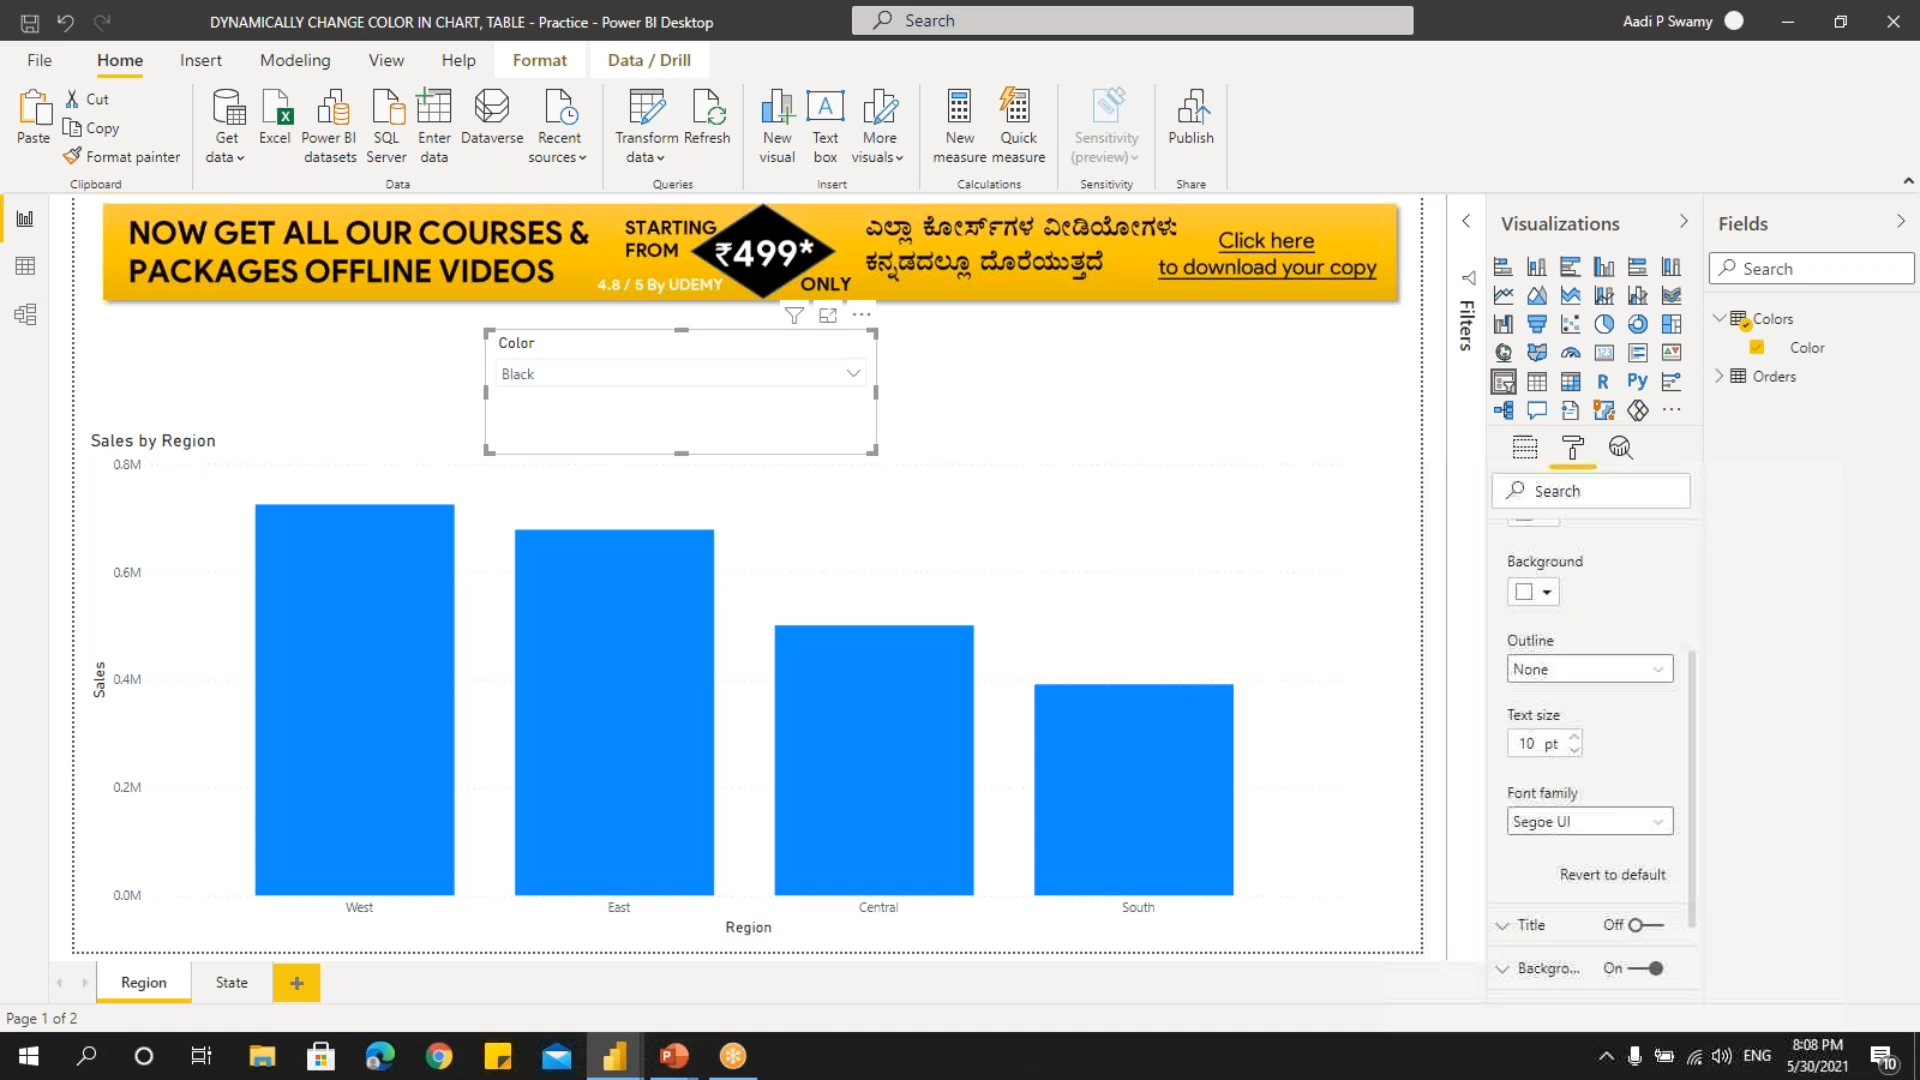 DYNAMICALLY CHANGE COLOR IN CHART, TABLE - Practice - Power BI Desktop
Search
Aadi P Swamy
File
Home
Insert
Modeling
View
Help
Format
Data / Drill
Paste
Cut
Copy
Format painter
Clipboard
Get data
Excel
Power BI datasets
SQL Server
Enter data
Dataverse
Recent sources
Data
Transform data
Refresh
Queries
New visual
Text box
More visuals
Insert
New measure
Quick measure
Calculations
Sensitivity (preview)
Sensitivity
Publish
Share
NOW GET ALL OUR COURSES &
PACKAGES OFFLINE VIDEOS
STARTING
FROM
₹499*
ONLY
4.8 / 5 By UDEMY
ಎಲ್ಲಾ ಕೋರ್ಸ್‌ಗಳ ವೀಡಿಯೋಗಳು
ಕನ್ನಡದಲ್ಲೂ ದೊರೆಯುತ್ತದೆ
Click here
to download your copy
Color
Black
Sales by Region
0.8M
0.6M
0.4M
0.2M
0.0M
Sales
West
East
Central
South
Region
Filters
Visualizations
R
Py
123
Search
Background
Outline
None
Text size
10 pt
Font family
Segoe UI
Revert to default
Title
Off
Backgro...
On
Fields
Search
Colors
Color
Orders
Region
State
Page 1 of 2
ENG
8:08 PM
5/30/2021
10